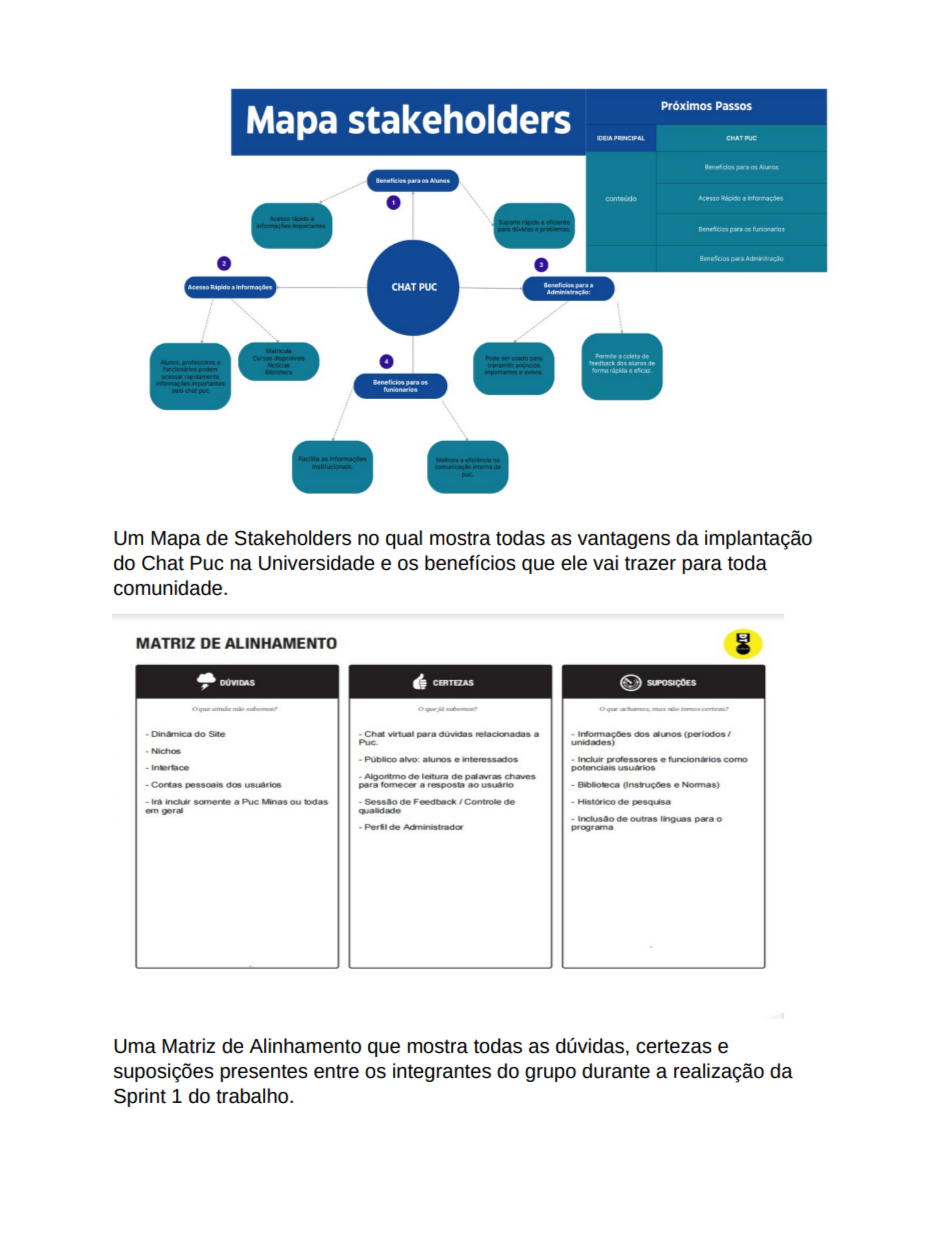 Mapa stakeholders
Próximos Passos
IDEIA PRINCIPAL
CHAT PUC
conteúdo
Benefícios para os Alunos
Acesso Rápido a Informações
Benefícios para os funionarios
Benefícios para Adminitração
Benefícios para os Alunos
1
Acesso rápido a
informações importantes.
Suporte rápido e eficiente
para dúvidas e problemas.
2
Acesso Rápido a Informações
CHAT PUC
3
Benefícios para a
Administração:
Alunos, professores e
funcionários podem
acessar rapidamente
informações importantes
pelo chat puc
Matrícula
Cursos disponíveis
Notícias
Biblioteca
4
Benefícios para os
funionarios
Pode ser usado para
transmitir anúncios
importantes e avisos.
Permite a coleta de
feedback dos alunos de
forma rápida e eficaz.
Facilita as informações
institucionais.
Melhora a eficiência na
comunicação interna da
puc.
Um Mapa de Stakeholders no qual mostra todas as vantagens da implantação
do Chat Puc na Universidade e os benefícios que ele vai trazer para toda
comunidade.
MATRIZ DE ALINHAMENTO
DÚVIDAS
O que ainda não sabemos?
- Dinâmica do Site
- Nichos
- Interface
- Contas pessoais dos usuários
- Irá incluir somente a Puc Minas ou todas
em geral
CERTEZAS
O que já sabemos?
- Chat virtual para dúvidas relacionadas a
Puc.
- Público alvo: alunos e interessados
- Algoritmo de leitura de palavras chaves
para fornecer a resposta ao usuário
- Sessão de Feedback / Controle de
qualidade
- Perfil de Administrador
SUPOSIÇÕES
O que achamos, mas não temos certeza?
- Informações dos alunos (períodos /
unidades)
- Incluir professores e funcionários como
potenciais usuários
- Biblioteca (Instruções e Normas)
- Histórico de pesquisa
- Inclusão de outras línguas para o
programa
Uma Matriz de Alinhamento que mostra todas as dúvidas, certezas e
suposições presentes entre os integrantes do grupo durante a realização da
Sprint 1 do trabalho.